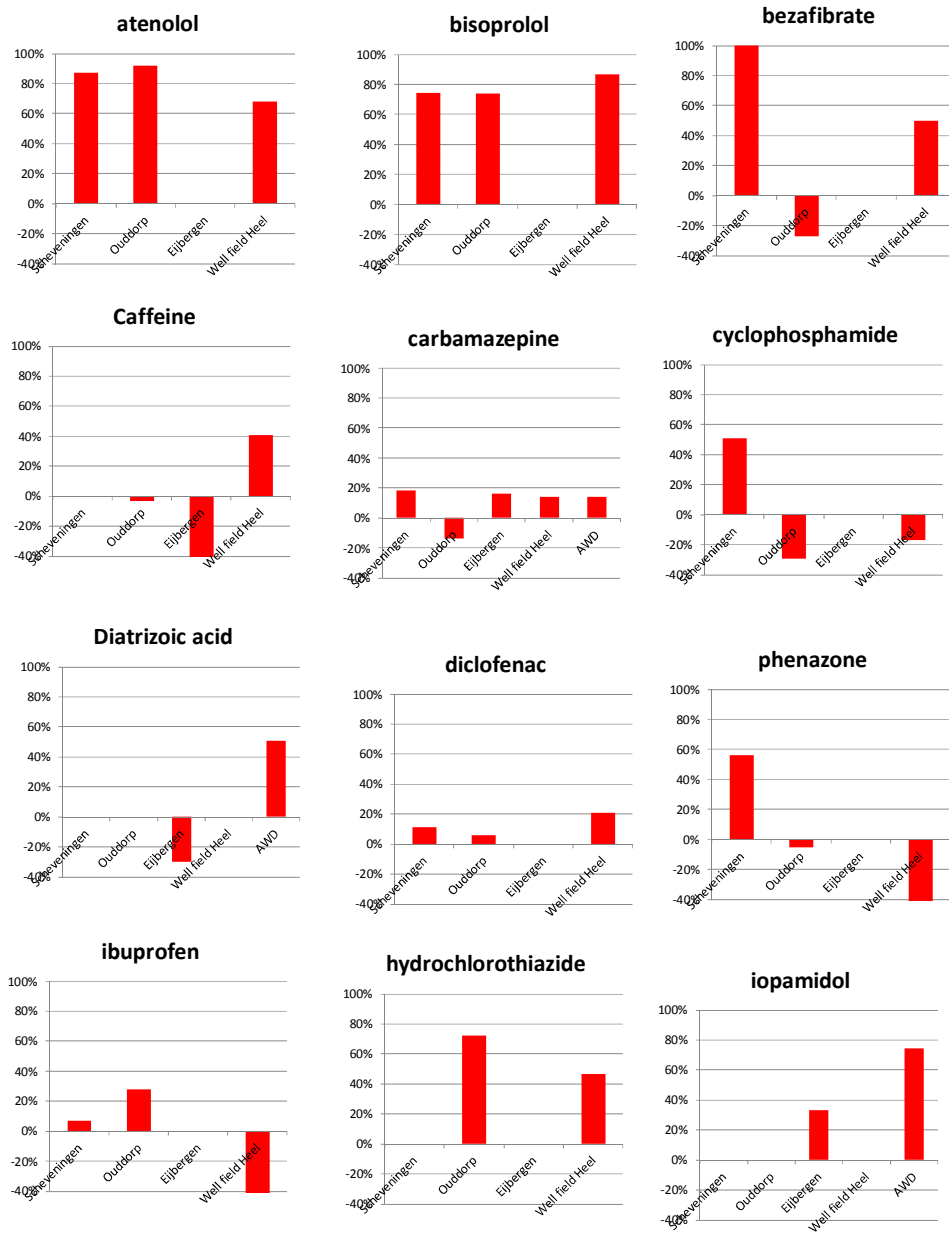 atenolol
100%
80%
60%
40%
20%
0%
-20%
-40%
Scheveningen
Ouddorp
Eijbergen
Well field Heel
bisoprolol
100%
80%
60%
40%
20%
0%
-20%
-40%
Scheveningen
Ouddorp
Eijbergen
Well field Heel
bezafibrate
100%
80%
60%
40%
20%
0%
-20%
-40%
Scheveningen
Ouddorp
Eijbergen
Well field Heel
Caffeine
100%
80%
60%
40%
20%
0%
-20%
-40%
Scheveningen
Ouddorp
Eijbergen
Well field Heel
carbamazepine
100%
80%
60%
40%
20%
0%
-20%
-40%
Scheveningen
Ouddorp
Eijbergen
Well field Heel
AWD
cyclophosphamide
100%
80%
60%
40%
20%
0%
-20%
-40%
Scheveningen
Ouddorp
Eijbergen
Well field Heel
Diatrizoic acid
100%
80%
60%
40%
20%
0%
-20%
-40%
Scheveningen
Ouddorp
Eijbergen
Well field Heel
AWD
diclofenac
100%
80%
60%
40%
20%
0%
-20%
-40%
Scheveningen
Ouddorp
Eijbergen
Well field Heel
phenazone
100%
80%
60%
40%
20%
0%
-20%
-40%
Scheveningen
Ouddorp
Eijbergen
Well field Heel
ibuprofen
100%
80%
60%
40%
20%
0%
-20%
-40%
Scheveningen
Ouddorp
Eijbergen
Well field Heel
hydrochlorothiazide
100%
80%
60%
40%
20%
0%
-20%
-40%
Scheveningen
Ouddorp
Eijbergen
Well field Heel
iopamidol
100%
80%
60%
40%
20%
0%
-20%
-40%
Scheveningen
Ouddorp
Eijbergen
Well field Heel
AWD